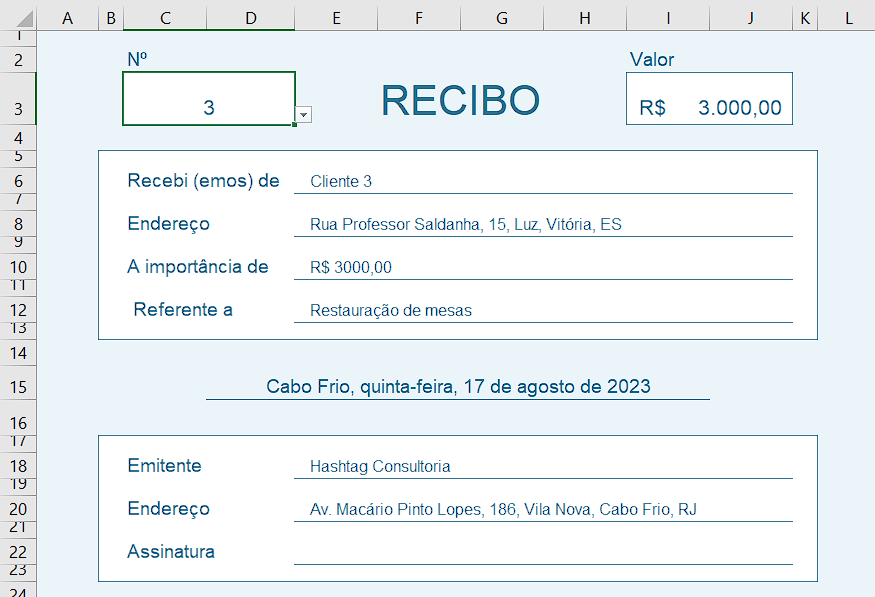 A B C D E F G H I J K L
1
2 Nº Valor
3 3 RECIBO R$ 3.000,00
4
5
6 Recebi (emos) de Cliente 3
7
8 Endereço Rua Professor Saldanha, 15, Luz, Vitória, ES
9
10 A importância de R$ 3000,00
11
12 Referente a Restauração de mesas
13
14
15 Cabo Frio, quinta-feira, 17 de agosto de 2023
16
17
18 Emitente Hashtag Consultoria
19
20 Endereço Av. Macário Pinto Lopes, 186, Vila Nova, Cabo Frio, RJ
21
22 Assinatura
23
24